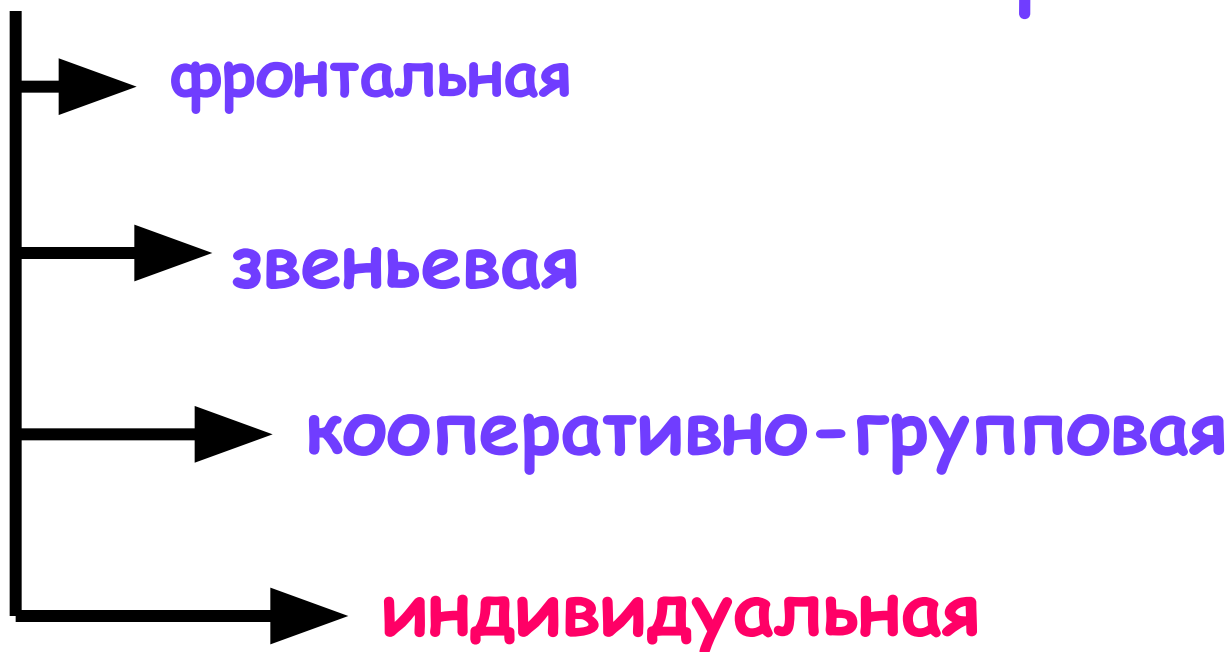 фронтальная
звеньевая
кооперативно-групповая
индивидуальная